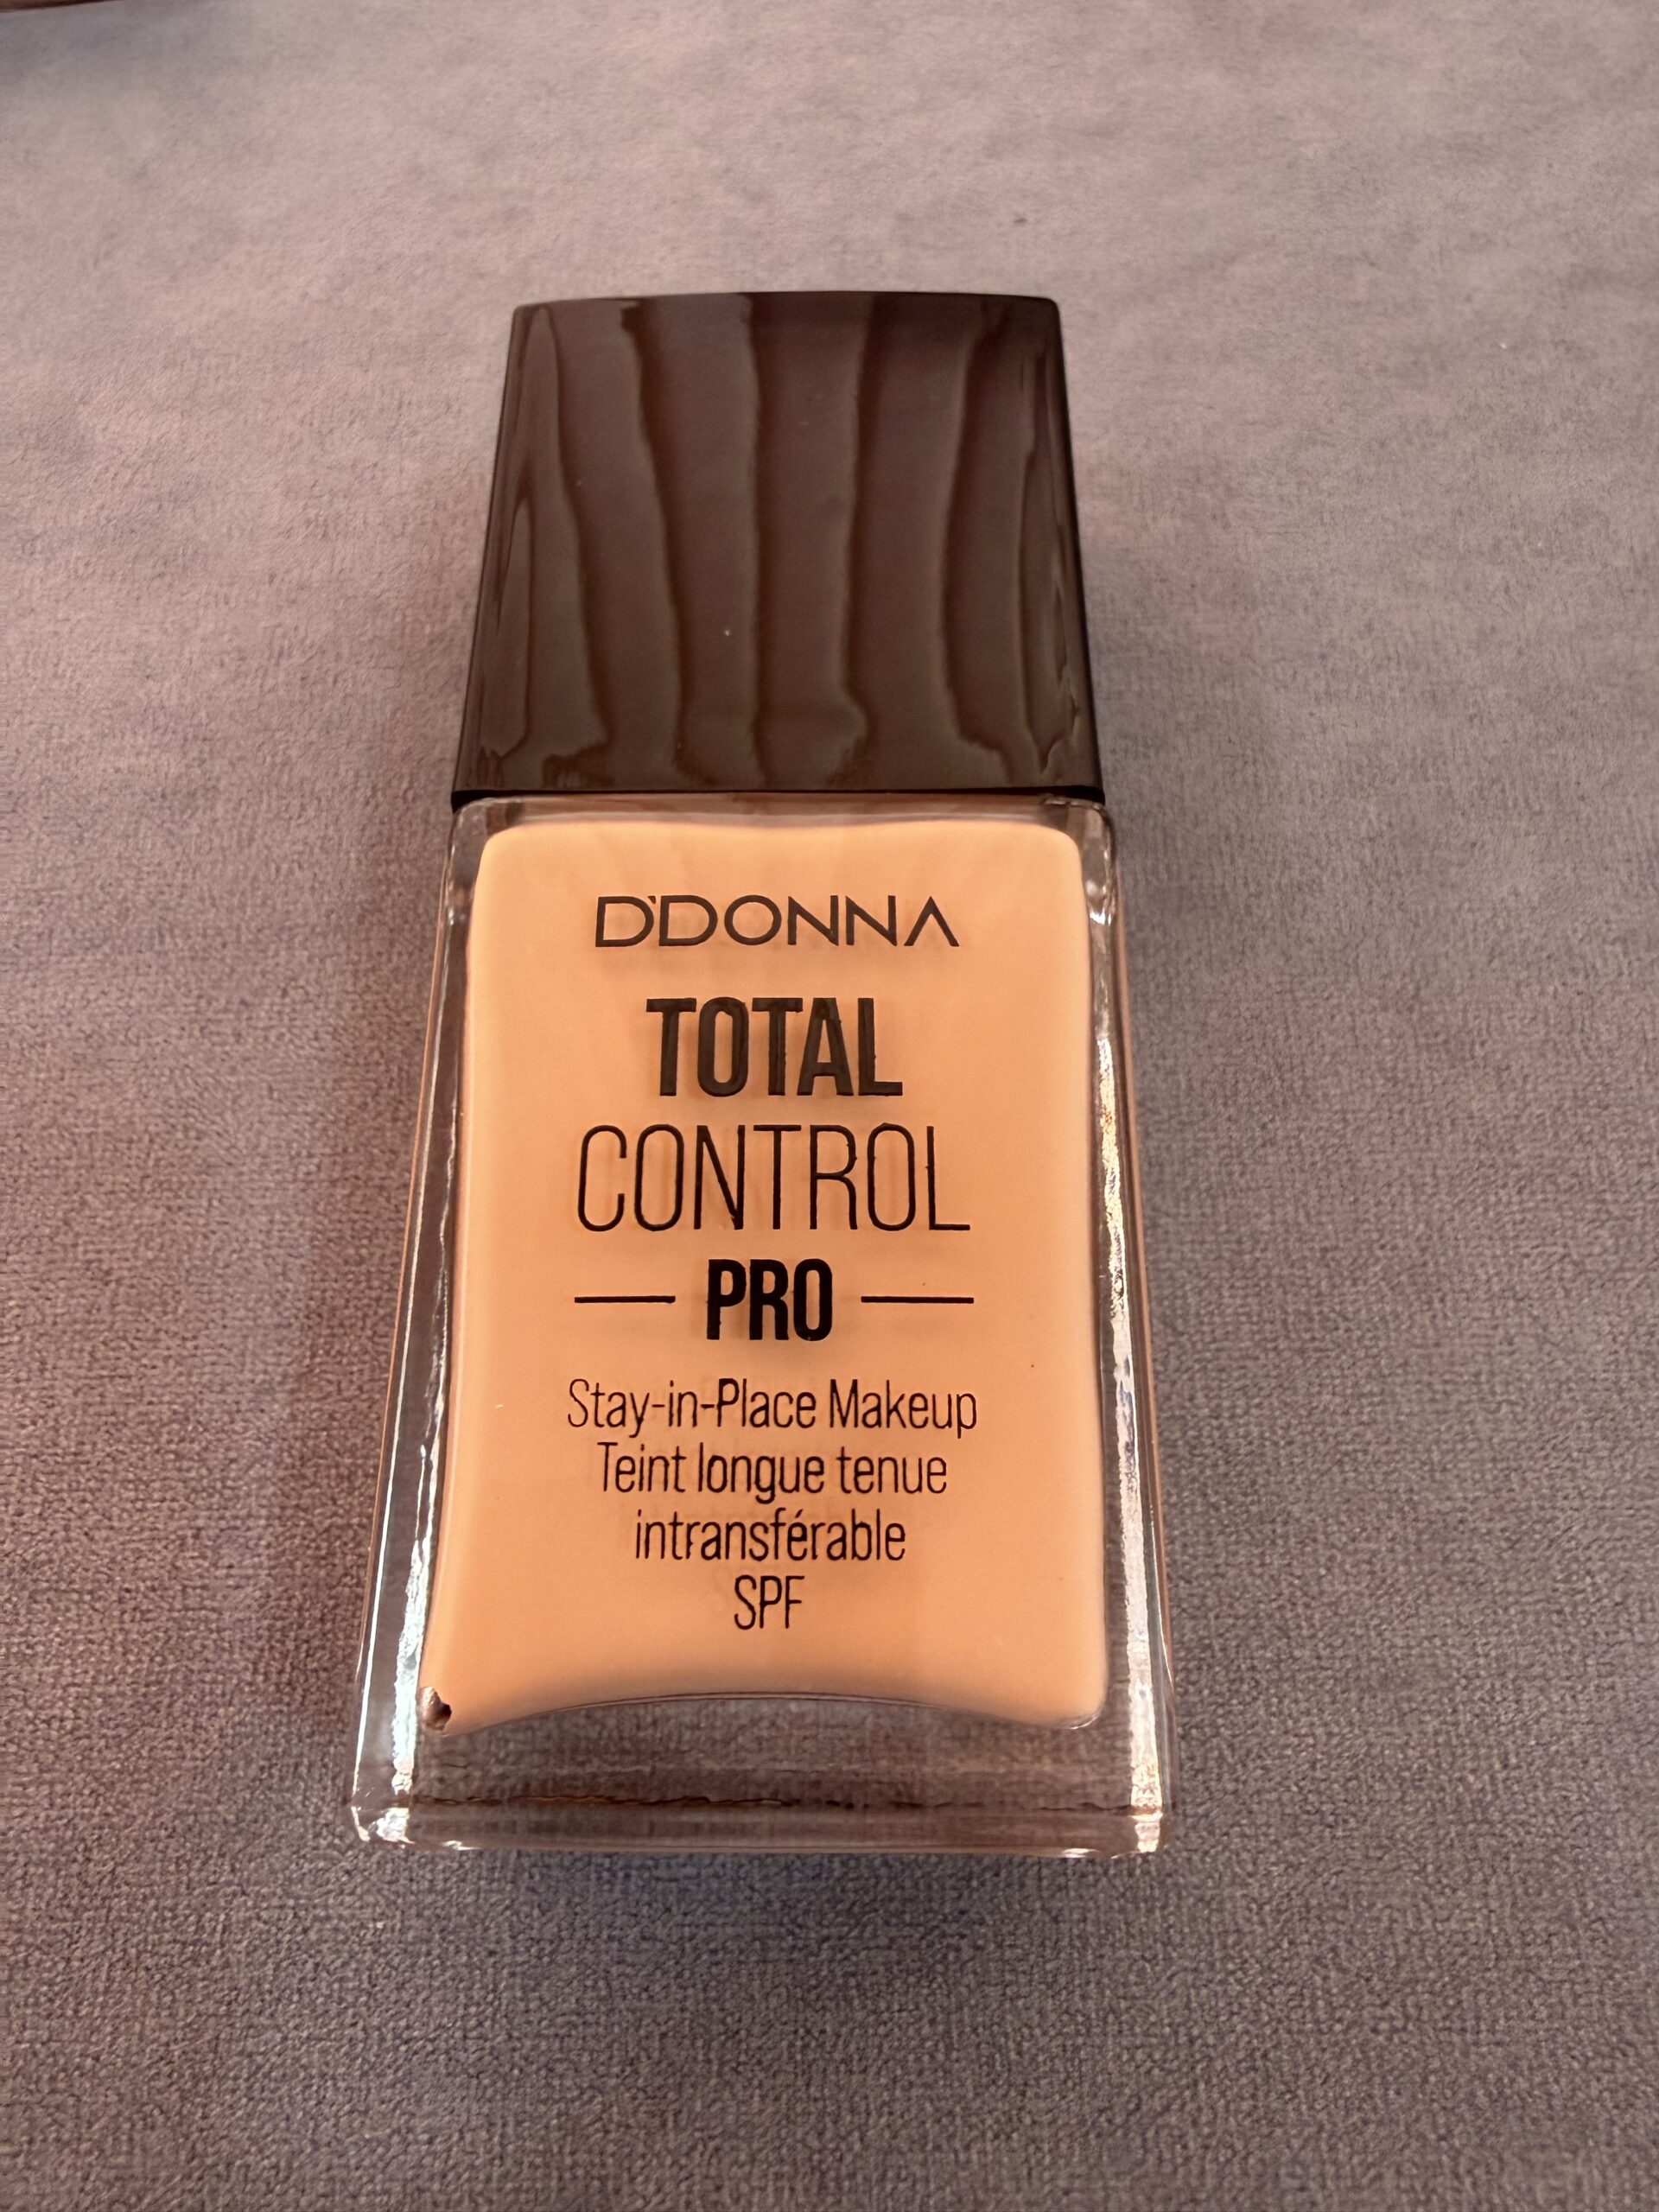 D'DONNA
TOTAL
CONTROL
PRO
Stay-in-Place Makeup
Teint longue tenue
intransférable
SPF